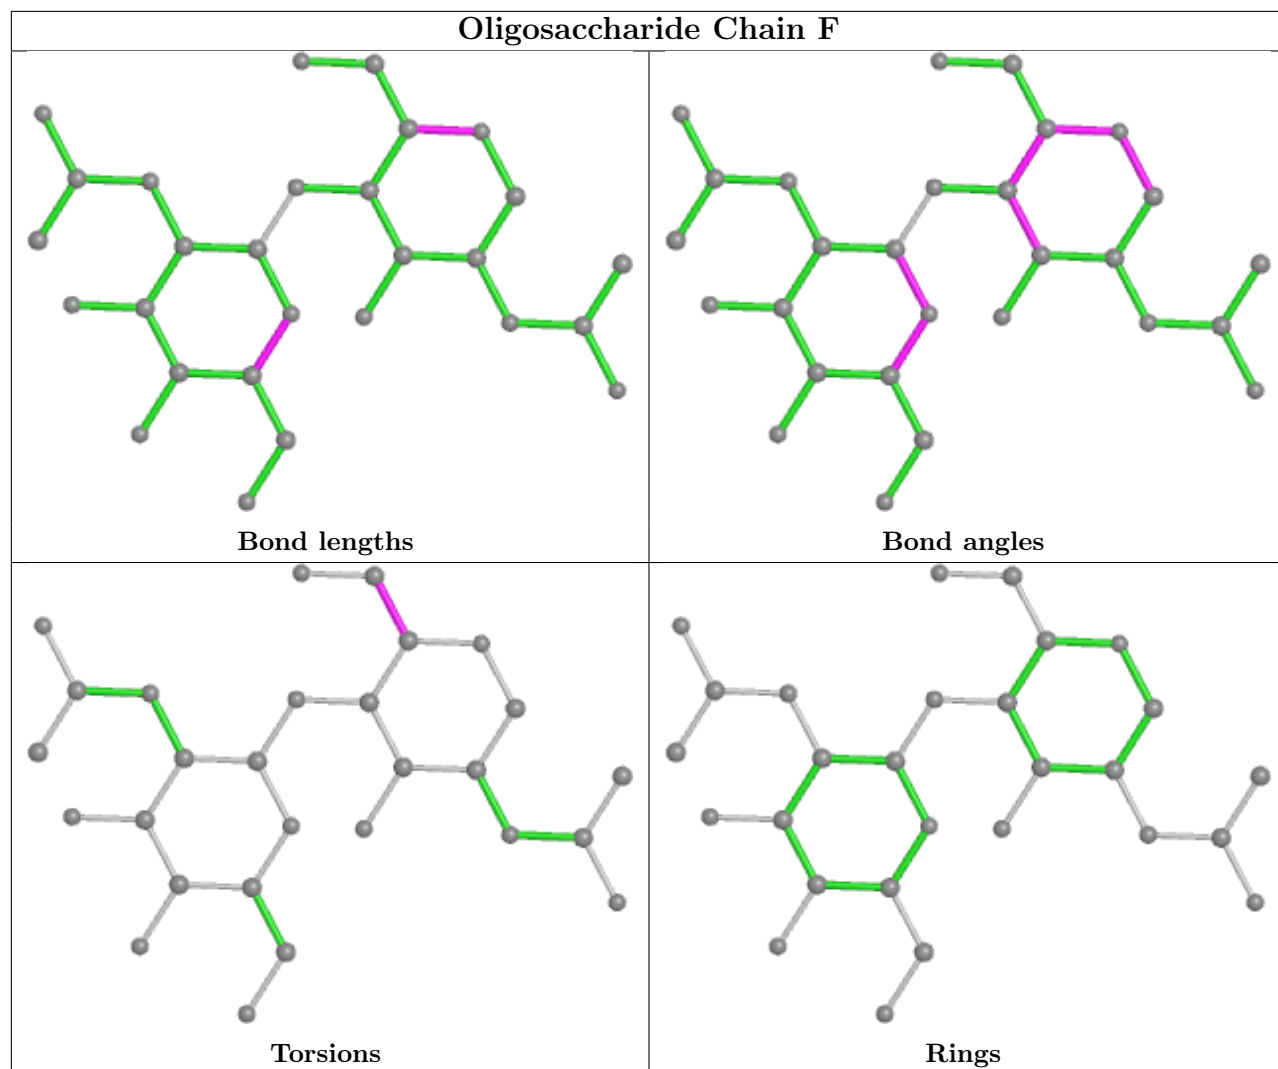 Oligosaccharide Chain F
Bond lengths
Bond angles
Torsions
Rings